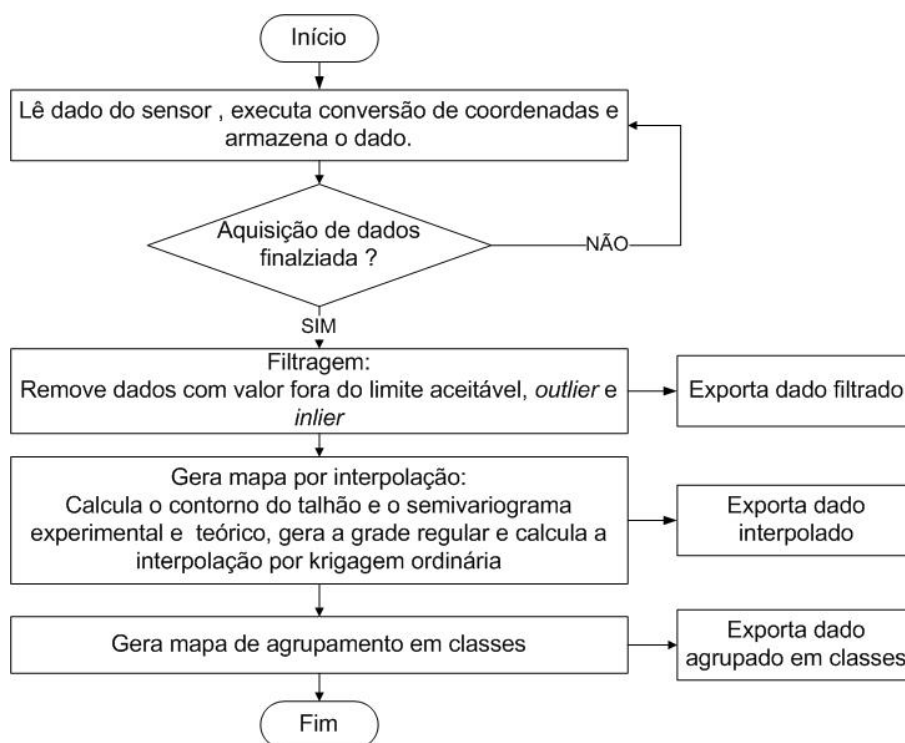 Início
Lê dado do sensor , executa conversão de coordenadas e
armazena o dado.
Aquisição de dados
finalziada ?
NÃO
SIM
Filtragem:
Remove dados com valor fora do limite aceitável, outlier e
inlier
Exporta dado filtrado
Gera mapa por interpolação:
Calcula o contorno do talhão e o semivariograma
experimental e teórico, gera a grade regular e calcula a
interpolação por krigagem ordinária
Exporta dado
interpolado
Gera mapa de agrupamento em classes
Exporta dado
agrupado em classes
Fim